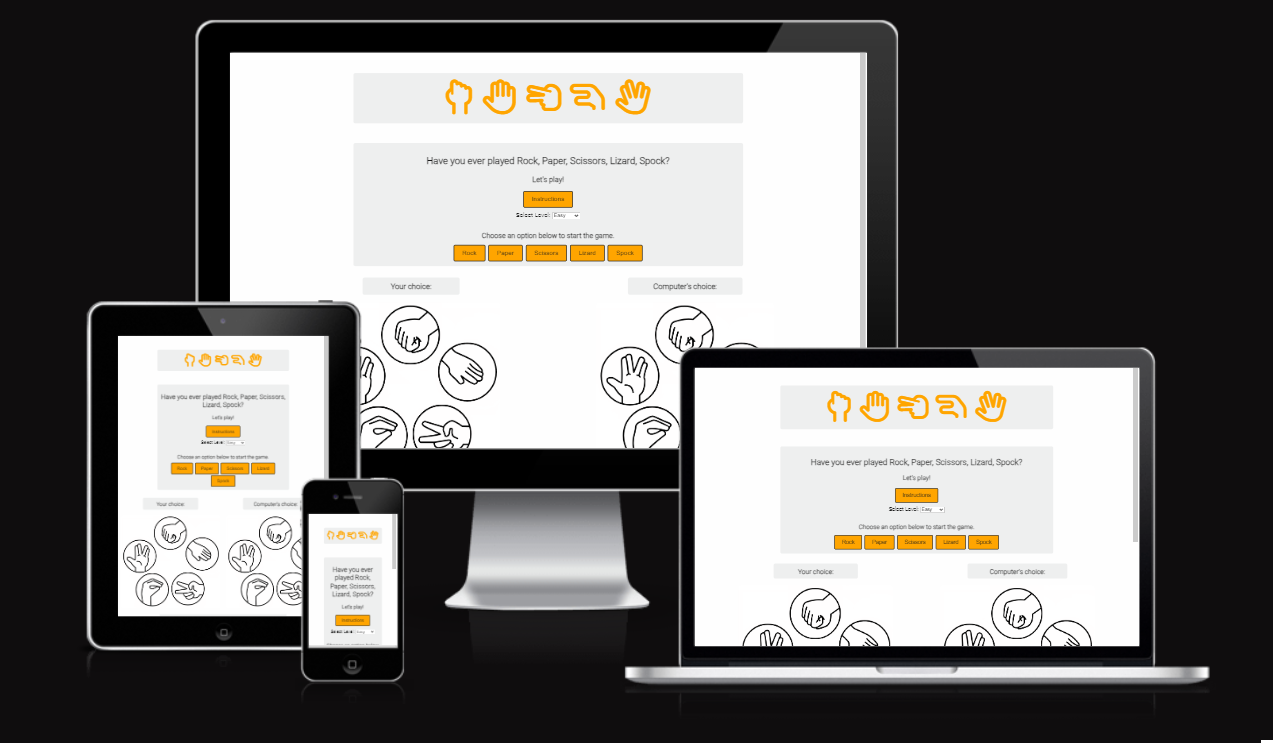 Have you ever played Rock, Paper, Scissors, Lizard, Spock?
Let's play!
Instructions
Select Level: Easy
Choose an option below to start the game.
Rock Paper Scissors Lizard Spock
Your choice: Computer's choice:
Have you ever played Rock, Paper, Scissors,
Lizard, Spock?
Let's play!
Instructions
Select Level: Easy
Choose an option below to start the game.
Rock Paper Scissors Lizard
Spock
Your choice: Computer's choice:
Have you ever
played Rock,
Paper, Scissors,
Lizard, Spock?
Let's play!
Instructions
Select Level: Easy
Have you ever played Rock, Paper, Scissors, Lizard, Spock?
Let's play!
Instructions
Select Level: Easy
Choose an option below to start the game.
Rock Paper Scissors Lizard Spock
Your choice: Computer's choice: